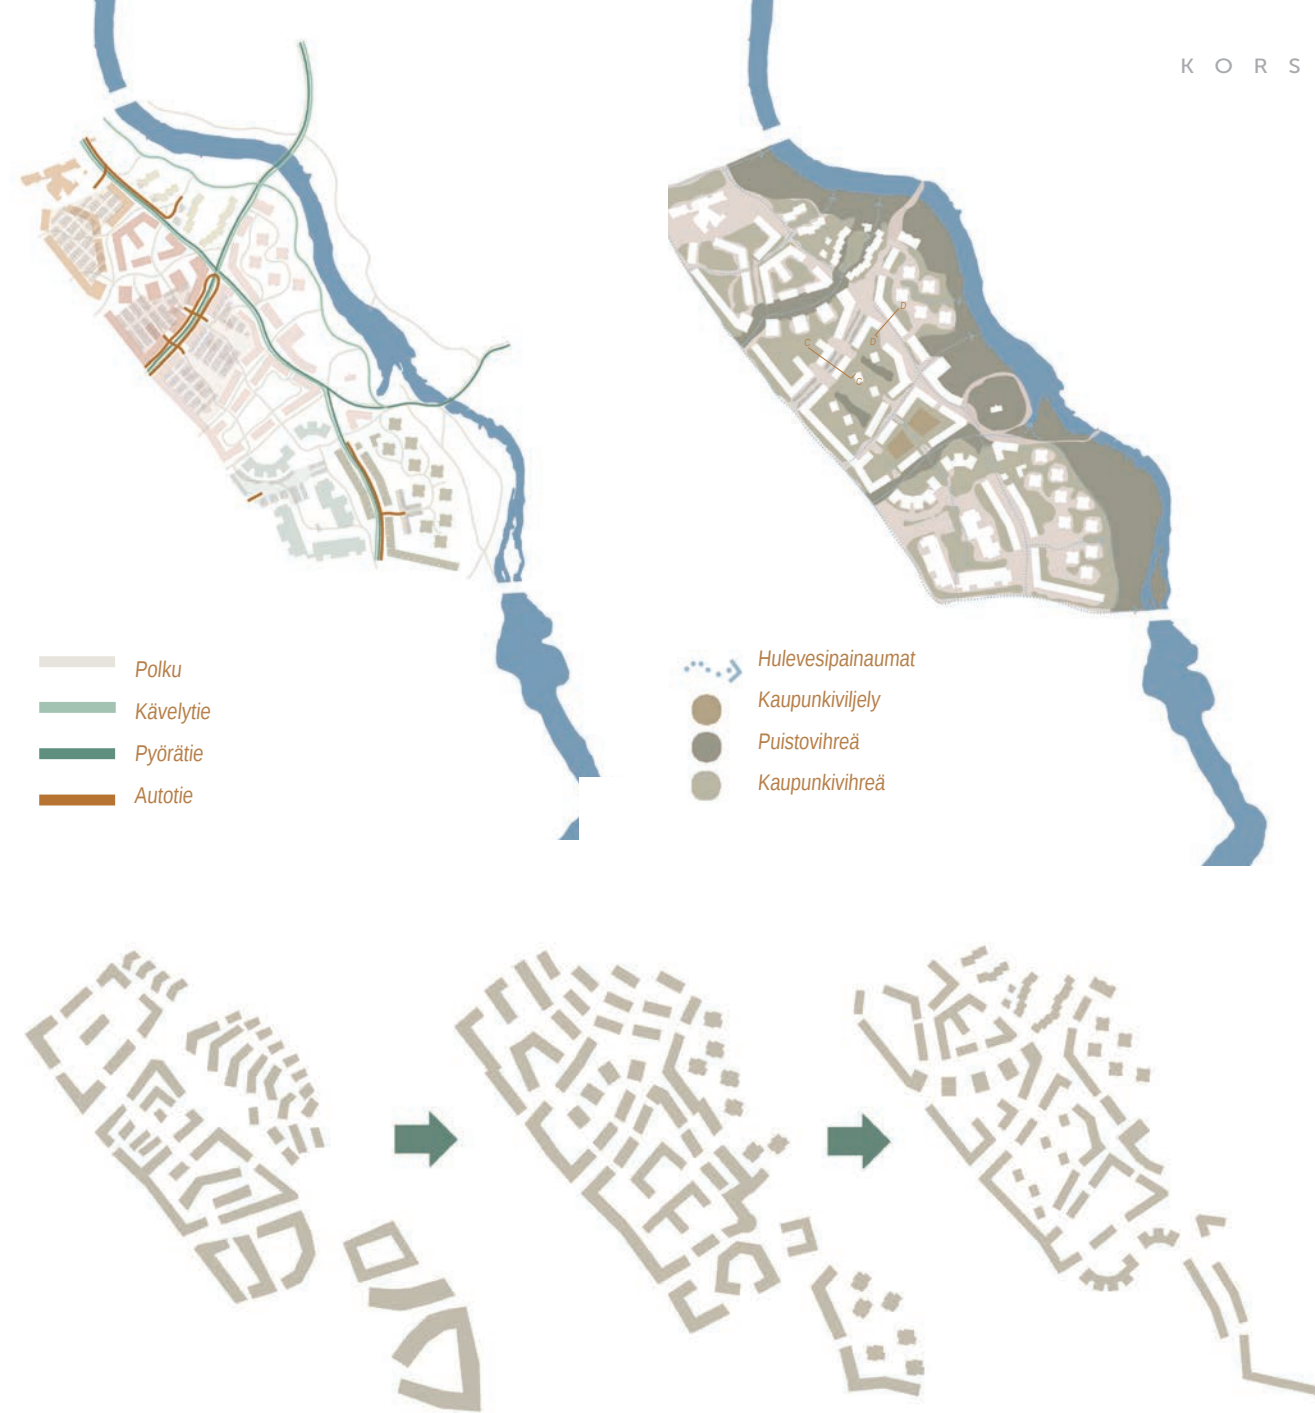 K O R S
D
D
C
C
Polku
Kävelytie
Pyörätie
Autotie
Hulevesipainaumat
Kaupunkiviljely
Puistovihreä
Kaupunkivihreä